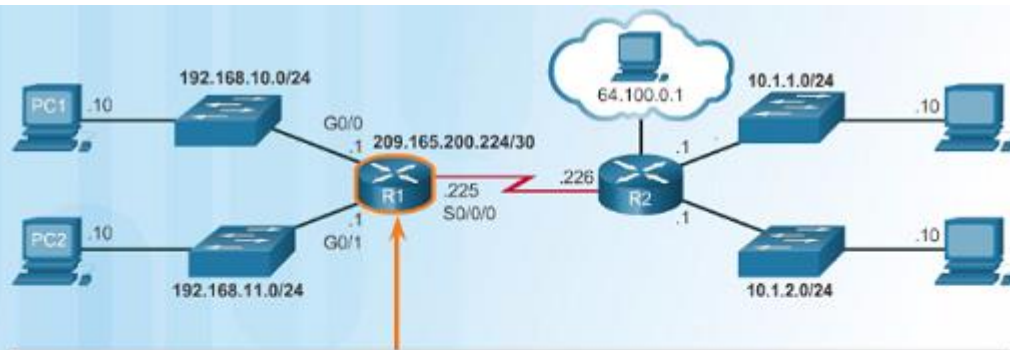 192.168.10.0/24
PC1
.10
G0/0
.1
209.165.200.224/30
R1
.225
S0/0/0
.1
G0/1
PC2
.10
192.168.11.0/24
64.100.0.1
10.1.1.0/24
.10
.1
.226
R2
.1
.10
10.1.2.0/24